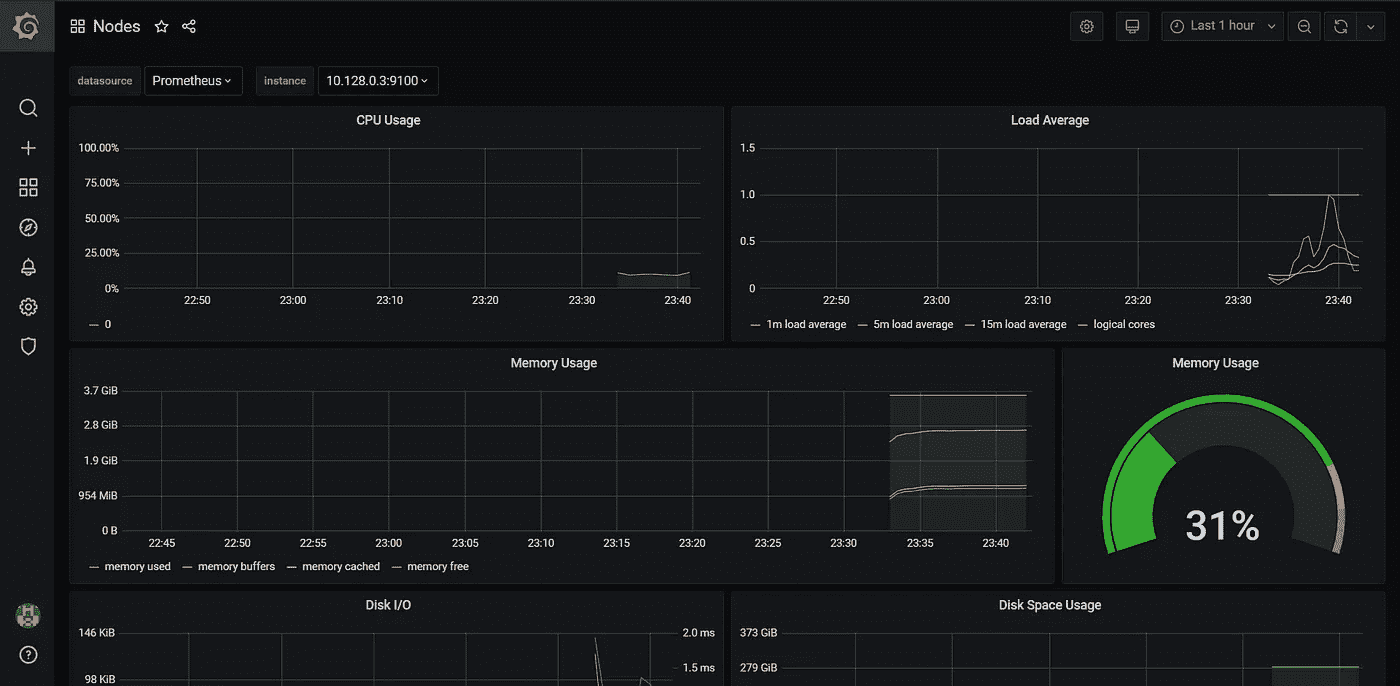 Nodes
Last 1 hour
datasource Prometheus instance 10.128.0.3:9100
CPU Usage
100.00%
75.00%
50.00%
25.00%
0%
22:50 23:00 23:10 23:20 23:30 23:40
0
Load Average
1.5
1.0
0.5
0
22:50 23:00 23:10 23:20 23:30 23:40
1m load average 5m load average 15m load average logical cores
Memory Usage
3.7 GiB
2.8 GiB
1.9 GiB
954 MiB
0 B
22:45 22:50 22:55 23:00 23:05 23:10 23:15 23:20 23:25 23:30 23:35 23:40
memory used memory buffers memory cached memory free
Memory Usage
31%
Disk I/O
146 KiB
98 KiB
2.0 ms
1.5 ms
Disk Space Usage
373 GiB
279 GiB